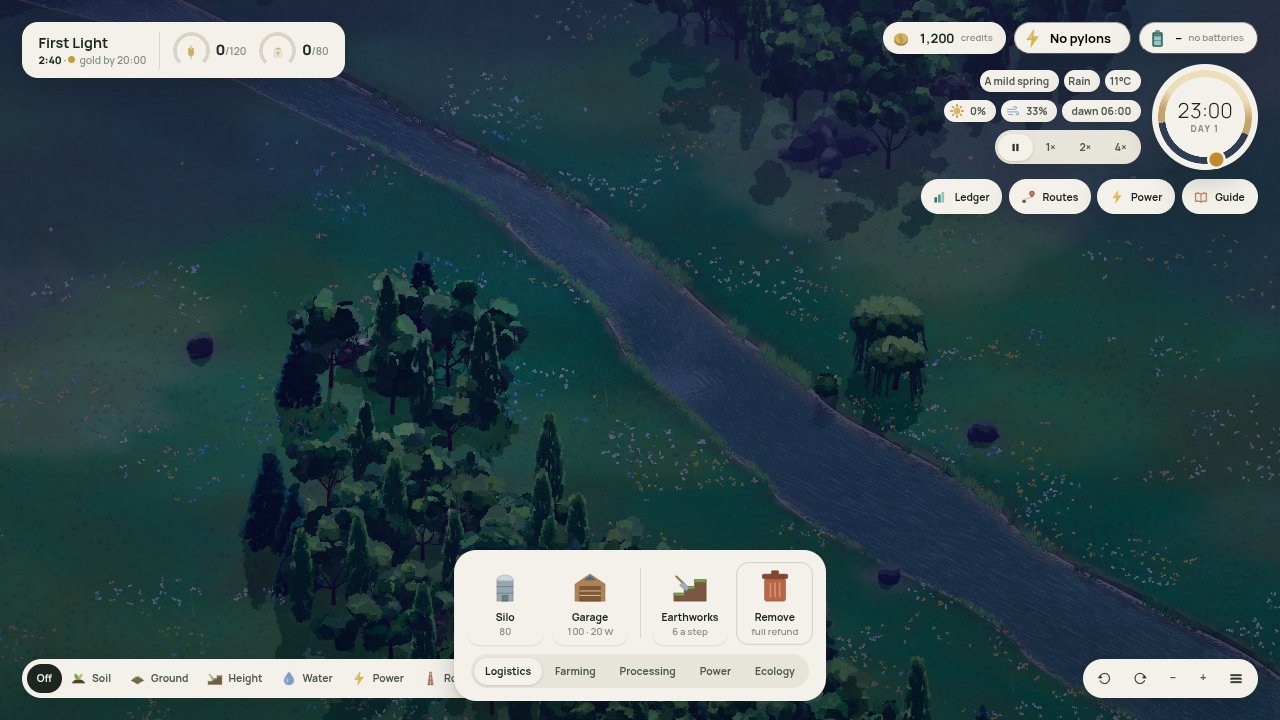 First Light
2:40 · gold by 20:00
0/120
0/80
1,200 credits
No pylons
– no batteries
A mild spring
Rain
11°C
0%
33%
dawn 06:00
23:00
DAY 1
1×
2×
4×
Ledger
Routes
Power
Guide
Silo
80
Garage
100 · 20 W
Earthworks
6 a step
Remove
full refund
Logistics
Farming
Processing
Power
Ecology
Off
Soil
Ground
Height
Water
Power
−
+